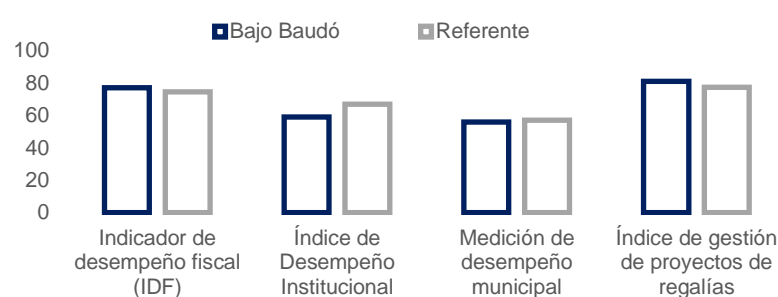 Bajo Baudó Referente
100
80
60
40
20
0
Indicador de
desempeño fiscal
(IDF)
Índice de
Desempeño
Institucional
Medición de
desempeño
municipal
Índice de gestión
de proyectos de
regalías